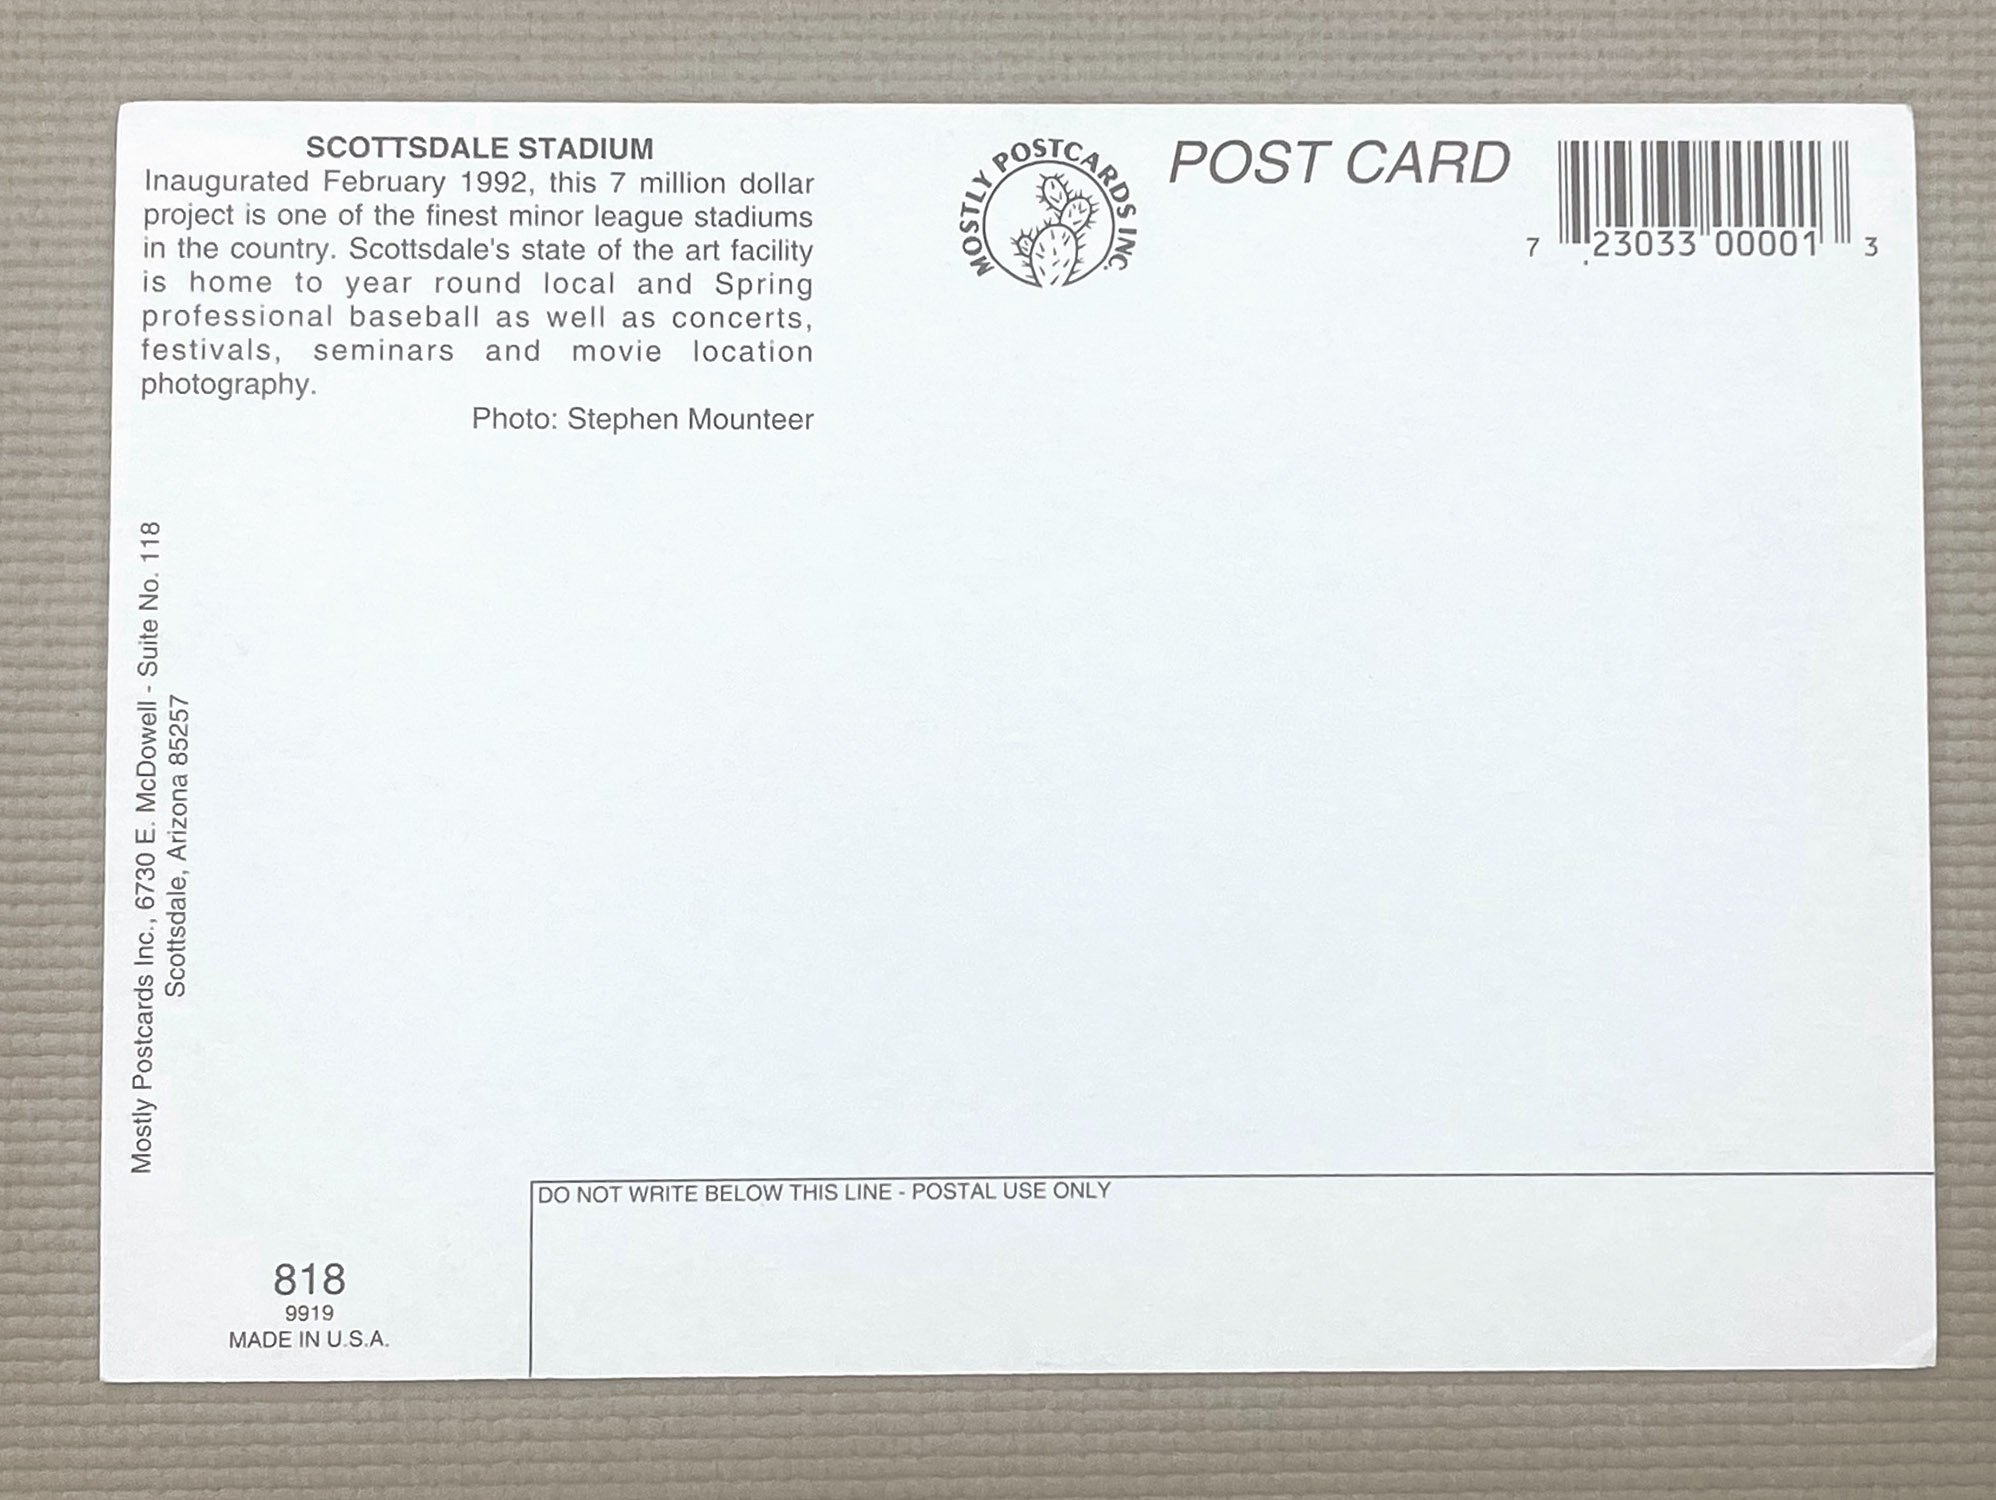 SCOTTSDALE STADIUM
Inaugurated February 1992, this 7 million dollar
project is one of the finest minor league stadiums
in the country. Scottsdale's state of the art facility
is home to year round local and Spring
professional baseball as well as concerts,
festivals, seminars and movie location
photography.
Photo: Stephen Mounteer
MOSTLY POSTCARDS INC.
POST CARD
7 23033 00001 3
Mostly Postcards Inc., 6730 E. McDowell - Suite No. 118
Scottsdale, Arizona 85257
DO NOT WRITE BELOW THIS LINE - POSTAL USE ONLY
818
9919
MADE IN U.S.A.